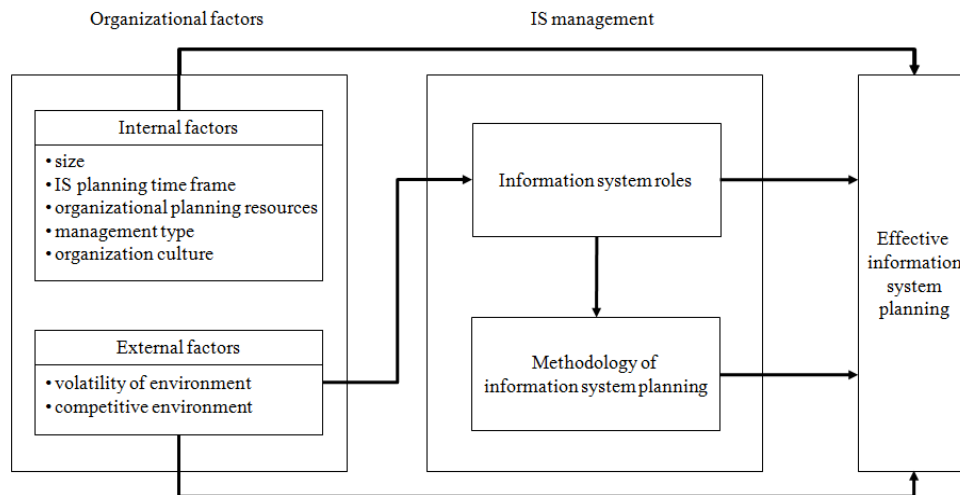 Organizational factors
IS management
Internal factors
• size
• IS planning time frame
• organizational planning resources
• management type
• organization culture
External factors
• volatility of environment
• competitive environment
Information system roles
Methodology of
information system planning
Effective
information
system
planning